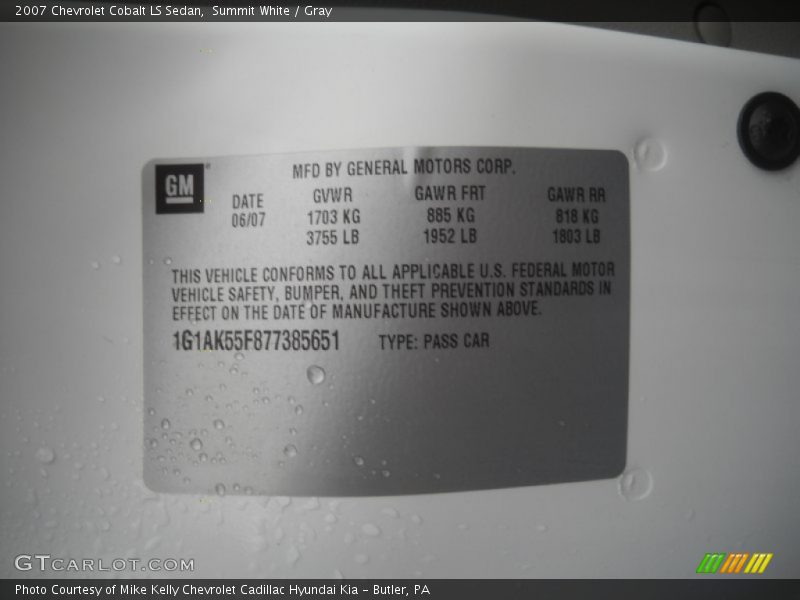 2007 Chevrolet Cobalt LS Sedan,  Summit White / Gray
GM
MFD BY GENERAL MOTORS CORP.
DATE GVWR GAWR FRT GAWR RR
06/07 1703 KG 885 KG 818 KG
3755 LB 1952 LB 1803 LB
THIS VEHICLE CONFORMS TO ALL APPLICABLE U.S. FEDERAL MOTOR
VEHICLE SAFETY, BUMPER, AND THEFT PREVENTION STANDARDS IN
EFFECT ON THE DATE OF MANUFACTURE SHOWN ABOVE.
1G1AK55F877385651 TYPE: PASS CAR
GTCARLOT.COM
Photo Courtesy of Mike Kelly Chevrolet Cadillac Hyundai Kia – Butler, PA